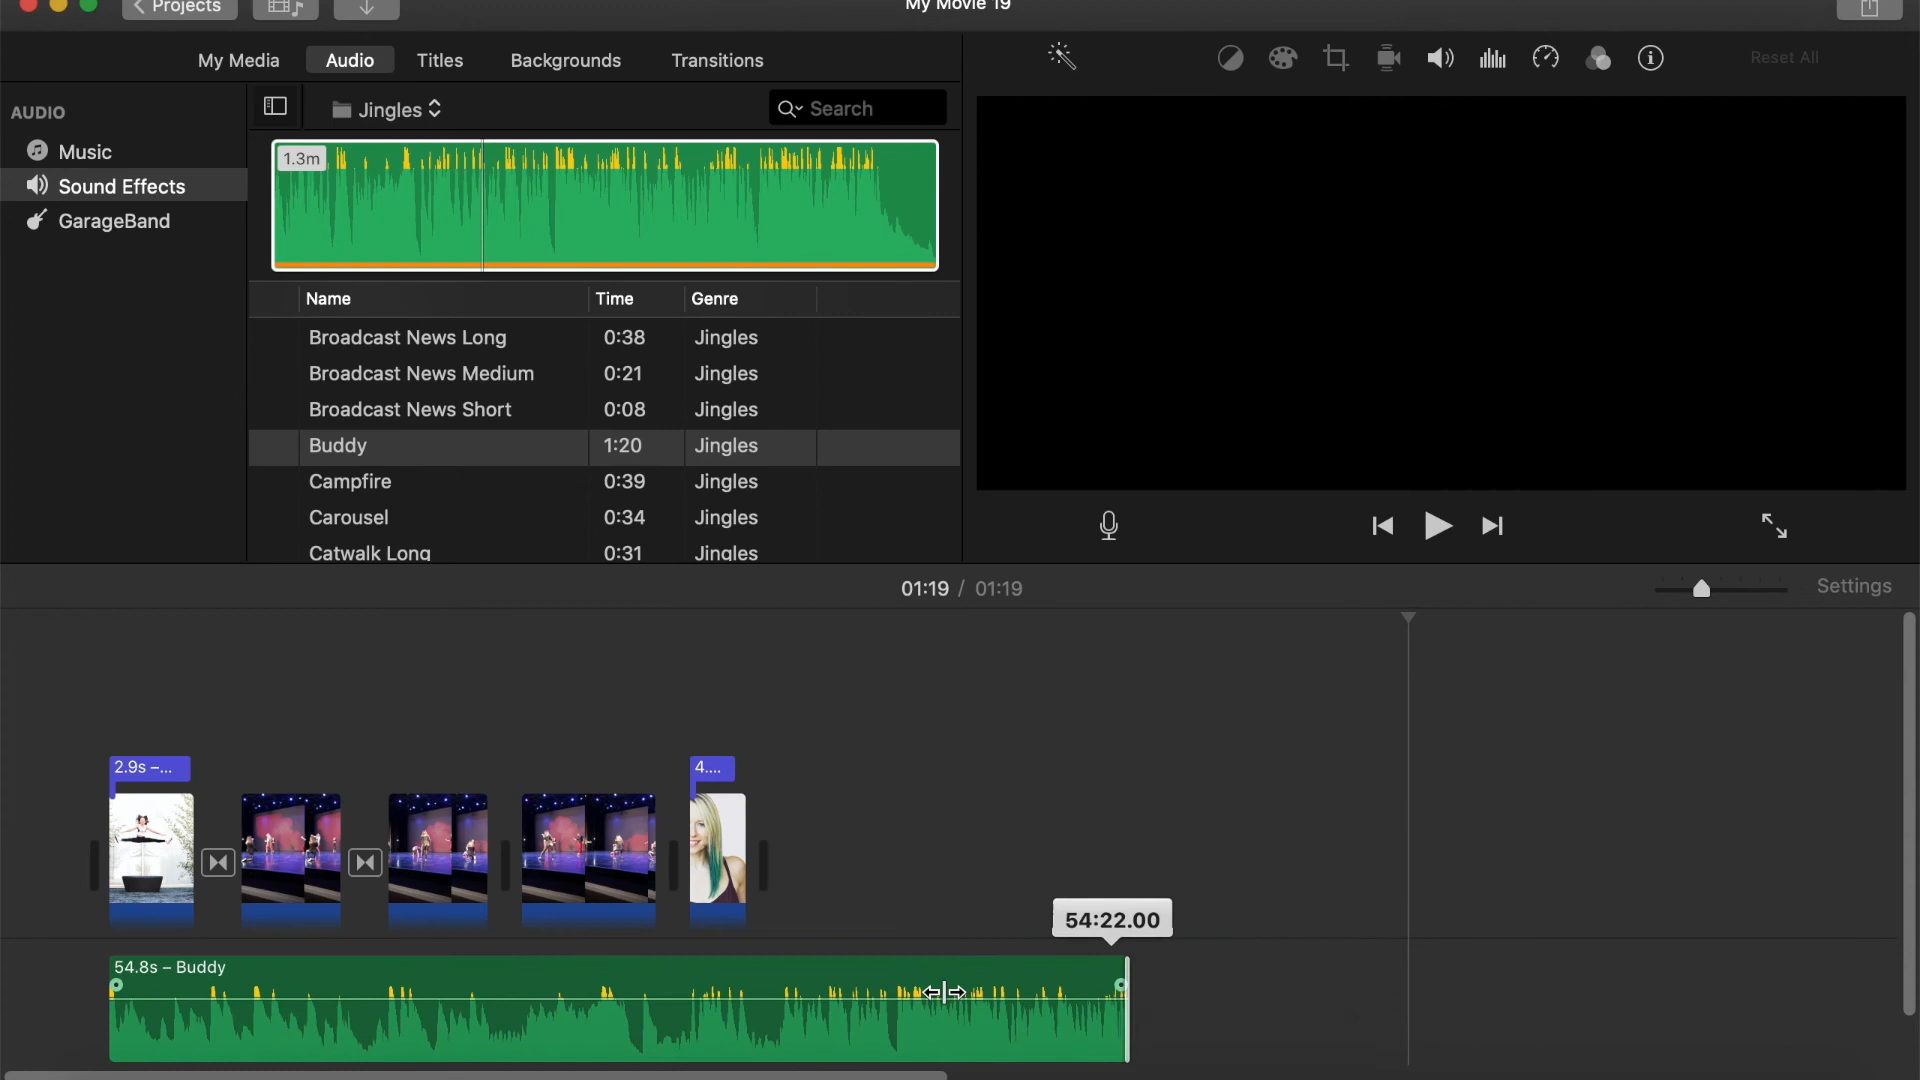 Projects
My Movie 19
My Media
Audio
Titles
Backgrounds
Transitions
Reset All
AUDIO
Music
Sound Effects
GarageBand
Jingles
Search
1.3m
Name Time Genre
Broadcast News Long 0:38 Jingles
Broadcast News Medium 0:21 Jingles
Broadcast News Short 0:08 Jingles
Buddy 1:20 Jingles
Campfire 0:39 Jingles
Carousel 0:34 Jingles
Catwalk Long 0:31 Jingles
01:19 / 01:19
Settings
2.9s –...
4....
54:22.00
54.8s – Buddy